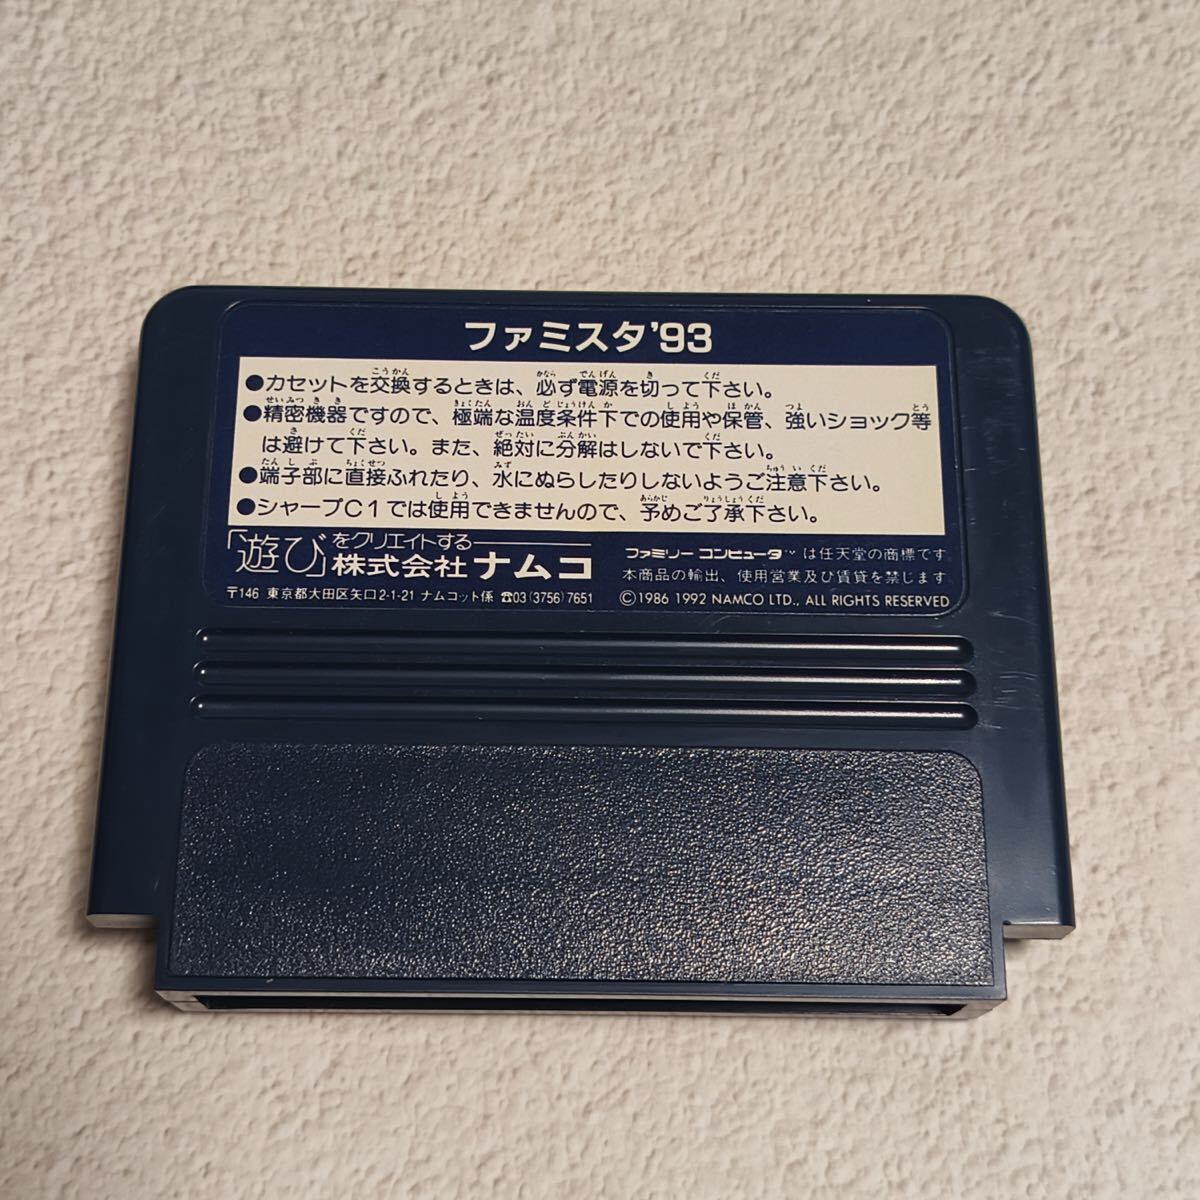 ファミスタ'93
●カセットを交換するときは、必ず電源を切って下さい。
●精密機器ですので、極端な温度条件下での使用や保管、強いショック等
は避けて下さい。また、絶対に分解はしないで下さい。
●端子部に直接ふれたり、水にぬらしたりしないようご注意下さい。
●シャープC1では使用できませんので、予めご了承下さい。
「遊び」をクリエイトする
株式会社ナムコ
〒146 東京都大田区矢口2-1-21 ナムコット係 ☎03(3756)7651
ファミリーコンピュータ™は任天堂の商標です
本商品の輸出、使用営業及び賃貸を禁じます
©1986 1992 NAMCO LTD., ALL RIGHTS RESERVED